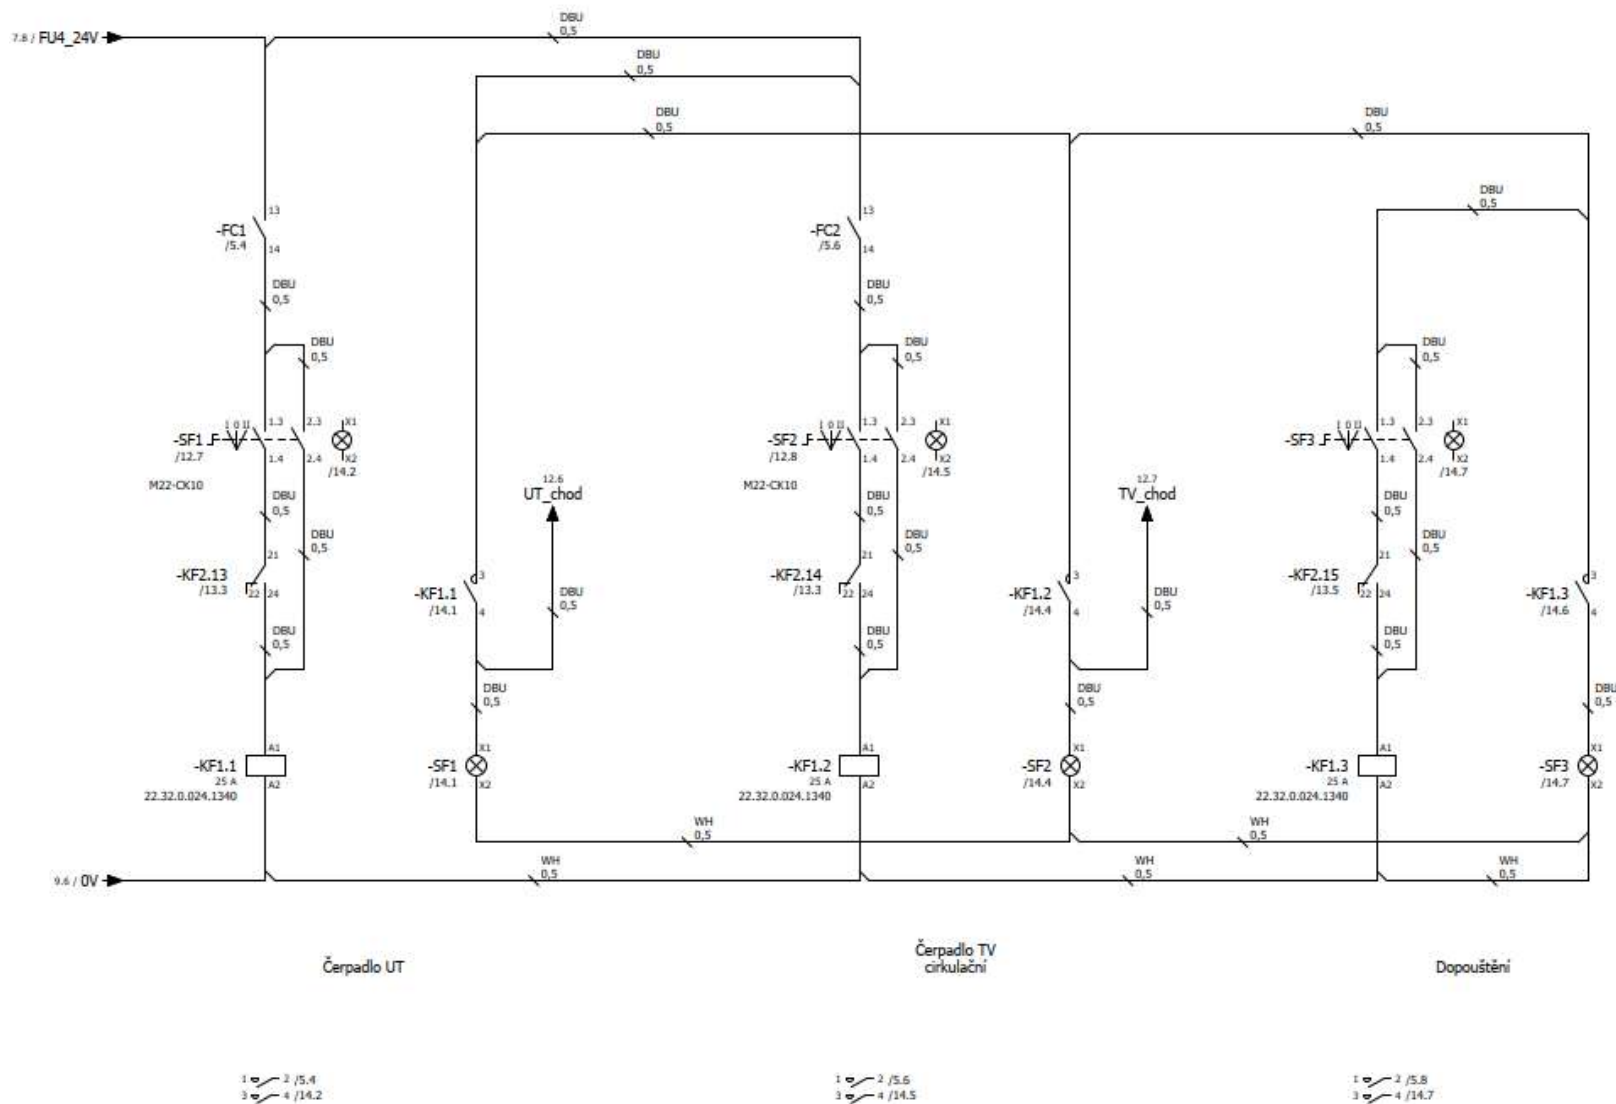 DBU
0,5
7.8 / FU4_24V
DBU
0,5
DBU
0,5
DBU
0,5
DBU
0,5
13
-FC1
/5.4
14
13
-FC2
/5.6
14
DBU
0,5
DBU
0,5
DBU
0,5
DBU
0,5
DBU
0,5
I 0 II
1.3
2.3
X1
-SF1
/12.7
1.4
2.4
X2
/14.2
M22-CK10
I 0 II
1.3
2.3
X1
-SF2
/12.8
1.4
2.4
X2
/14.5
M22-CK10
I 0 II
1.3
2.3
X1
-SF3
1.4
2.4
X2
/14.7
12.6
UT_chod
12.7
TV_chod
DBU
0,5
DBU
0,5
DBU
0,5
DBU
0,5
DBU
0,5
DBU
0,5
21
-KF2.13
/13.3
22
24
3
-KF1.1
/14.1
4
DBU
0,5
21
-KF2.14
/13.3
22
24
3
-KF1.2
/14.4
4
DBU
0,5
21
-KF2.15
/13.5
22
24
3
-KF1.3
/14.6
4
DBU
0,5
DBU
0,5
DBU
0,5
DBU
0,5
DBU
0,5
DBU
0,5
A1
-KF1.1
25 A
A2
22.32.0.024.1340
X1
-SF1
/14.1
X2
A1
-KF1.2
25 A
A2
22.32.0.024.1340
X1
-SF2
/14.4
X2
A1
-KF1.3
25 A
A2
22.32.0.024.1340
X1
-SF3
/14.7
X2
WH
0,5
WH
0,5
9.6 / 0V
WH
0,5
WH
0,5
WH
0,5
Čerpadlo UT
Čerpadlo TV
cirkulační
Dopouštění
1 2 /5.4
3 4 /14.2
1 2 /5.6
3 4 /14.5
1 2 /5.8
3 4 /14.7